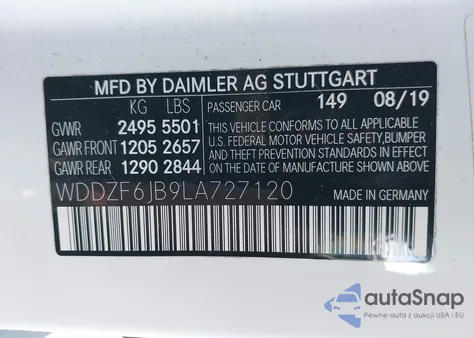 MFD BY DAIMLER AG STUTTGART
KG LBS PASSENGER CAR 149 08/19
GVWR 2495 5501 THIS VEHICLE CONFORMS TO ALL APPLICABLE
GAWR FRONT 1205 2657 U.S. FEDERAL MOTOR VEHICLE SAFETY, BUMPER
GAWR REAR 1290 2844 AND THEFT PREVENTION STANDARDS IN EFFECT
ON THE DATE OF MANUFACTURE SHOWN ABOVE.
WDDZF6JB9LA727120 MADE IN GERMANY
autaSnap
Pewne auta z aukcji USA i EU
www.autasnap.pl